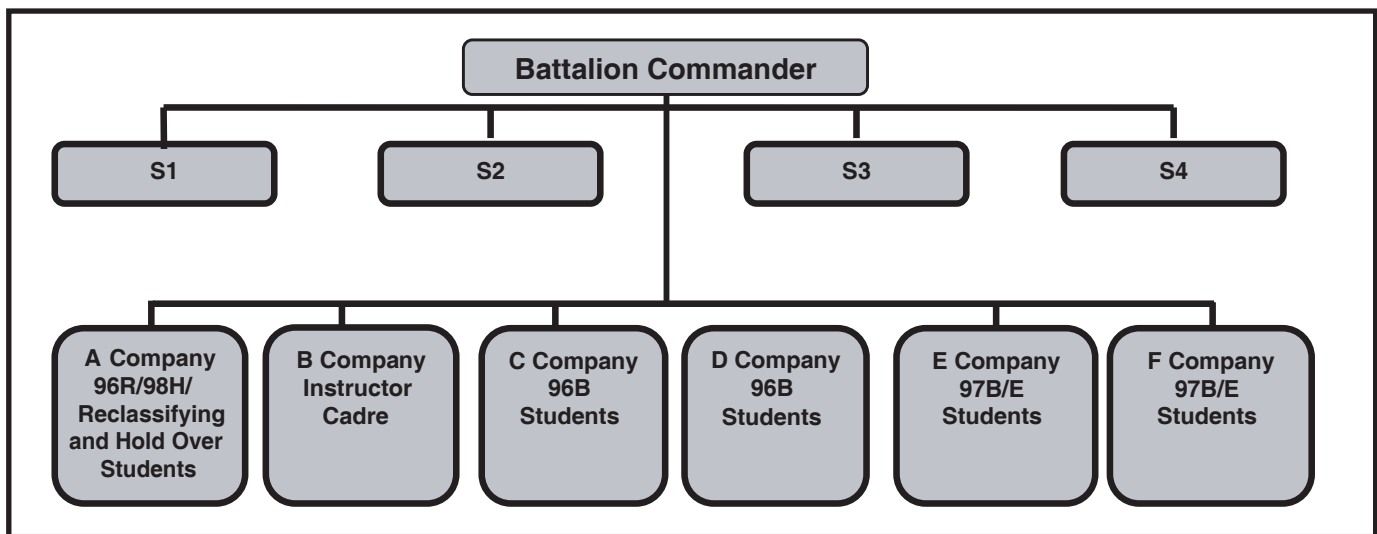 Battalion Commander
S1
S2
S3
S4
A Company
96R/98H/
Reclassifying
and Hold Over
Students
B Company
Instructor
Cadre
C Company
96B
Students
D Company
96B
Students
E Company
97B/E
Students
F Company
97B/E
Students